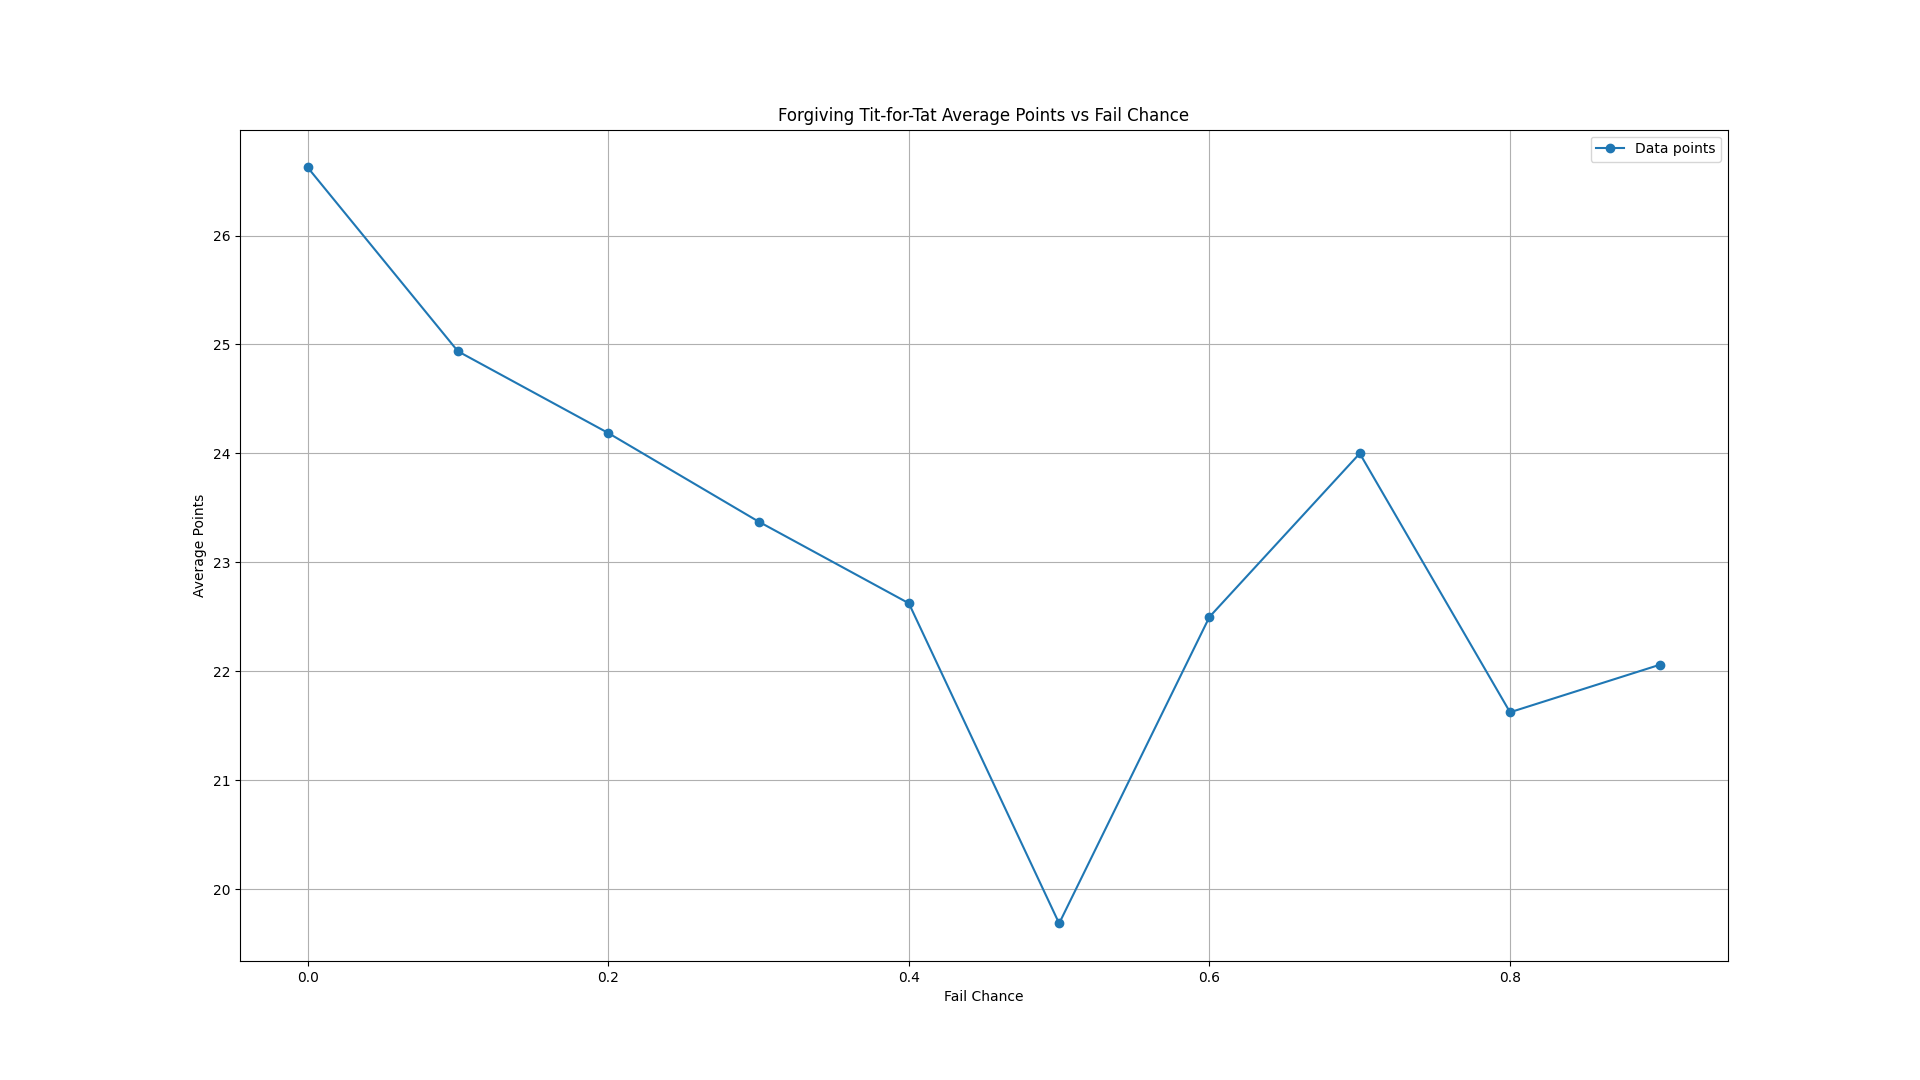 Forgiving Tit-for-Tat Average Points vs Fail Chance
Data points
26
25
24
23
22
21
20
Average Points
0.0 0.2 0.4 0.6 0.8
Fail Chance